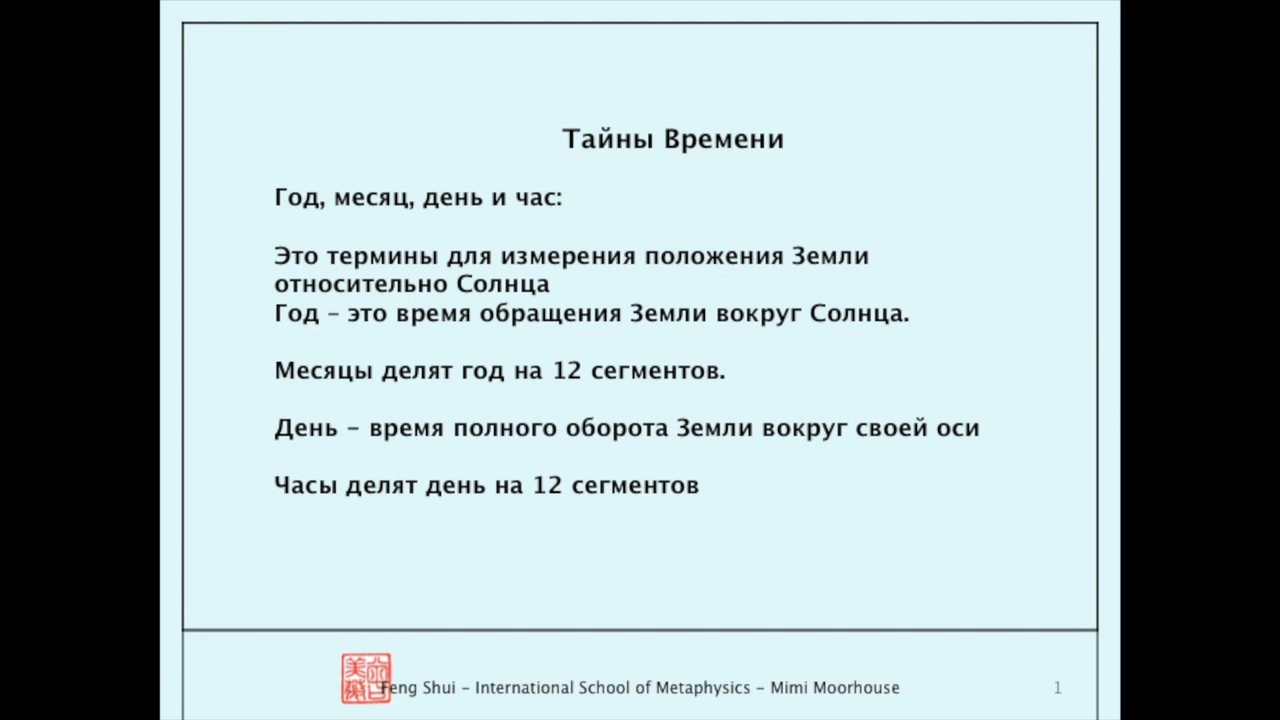 Тайны Времени
Год, месяц, день и час:
Это термины для измерения положения Земли
относительно Солнца
Год – это время обращения Земли вокруг Солнца.
Месяцы делят год на 12 сегментов.
День – время полного оборота Земли вокруг своей оси
Часы делят день на 12 сегментов
Feng Shui – International School of Metaphysics – Mimi Moorhouse
1